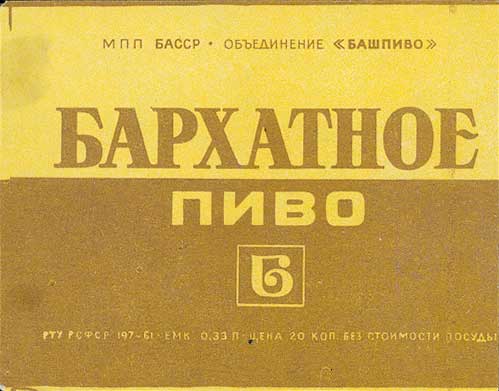 МПП БАССР • ОБЪЕДИНЕНИЕ «БАШПИВО»
БАРХАТНОЕ
ПИВО
Б
РТУ РСФСР 197-61 • ЕМК. 0,33 Л • ЦЕНА 20 КОП. БЕЗ СТОИМОСТИ ПОСУДЫ